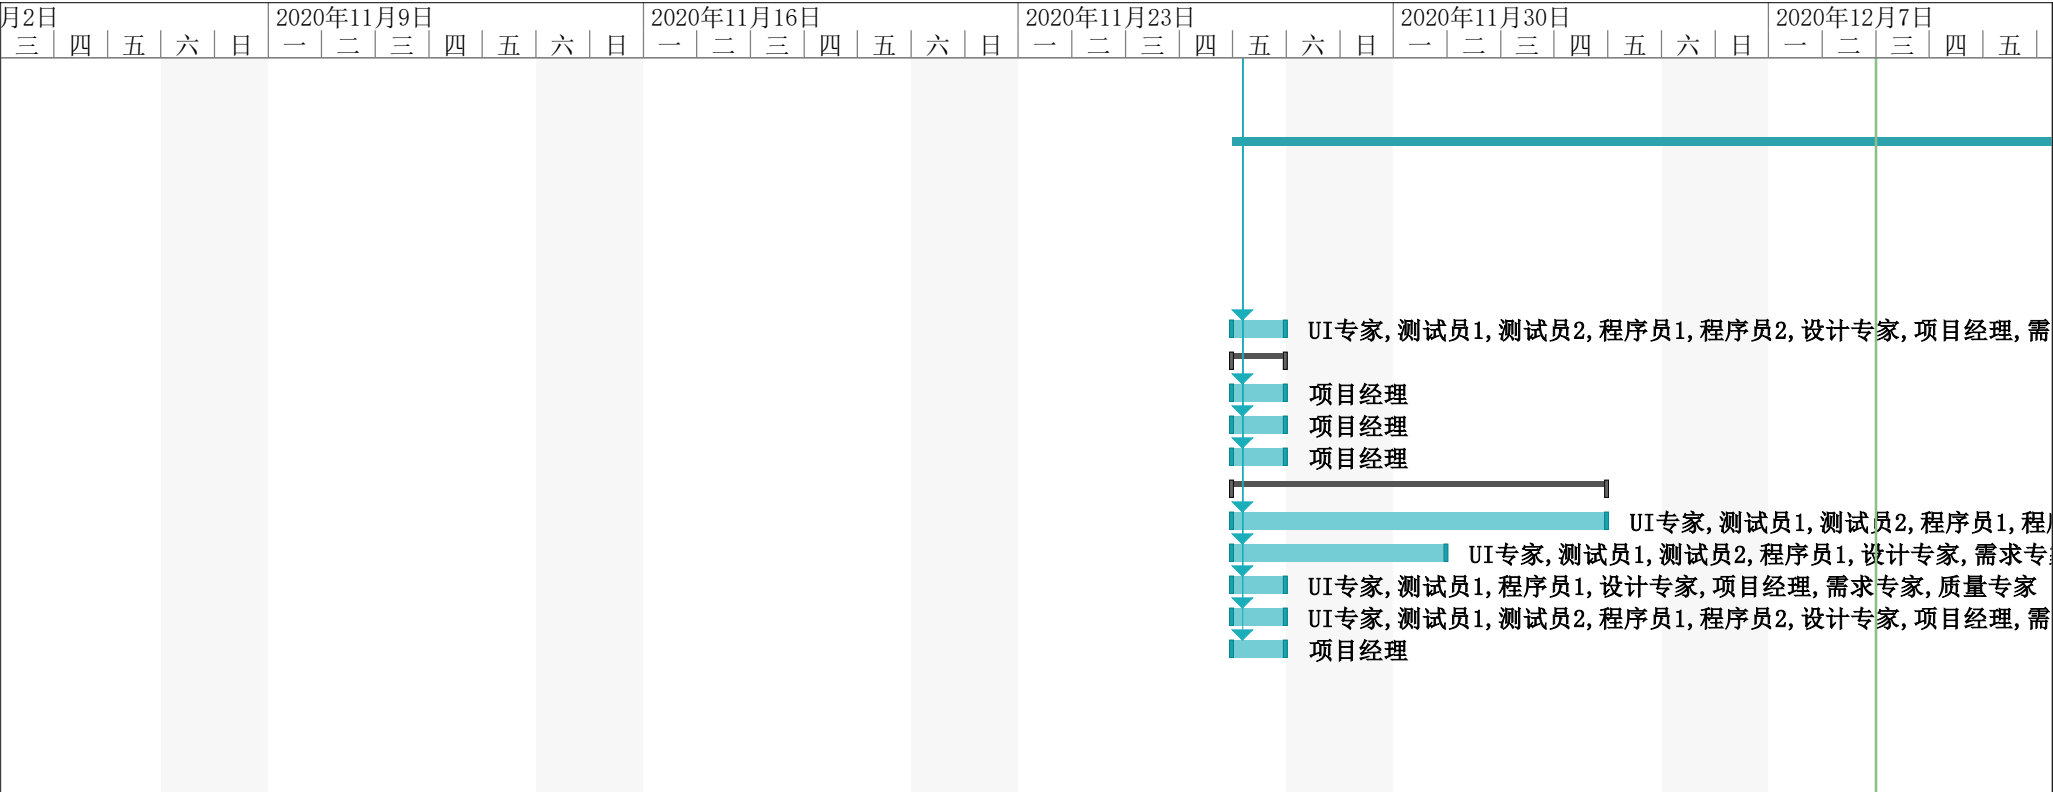 月2日 2020年11月9日 2020年11月16日 2020年11月23日 2020年11月30日 2020年12月7日
三 四 五 六 日 一 二 三 四 五 六 日 一 二 三 四 五 六 日 一 二 三 四 五 六 日 一 二 三 四 五 六 日 一 二 三 四 五
UI专家,测试员1,测试员2,程序员1,程序员2,设计专家,项目经理,需
项目经理
项目经理
项目经理
UI专家,测试员1,测试员2,程序员1,程
UI专家,测试员1,测试员2,程序员1,设计专家,需求专
UI专家,测试员1,程序员1,设计专家,项目经理,需求专家,质量专家
UI专家,测试员1,测试员2,程序员1,程序员2,设计专家,项目经理,需
项目经理